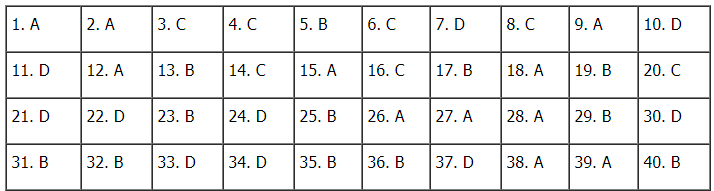 1. A 2. A 3. C 4. C 5. B 6. C 7. D 8. C 9. A 10. D
11. D 12. A 13. B 14. C 15. A 16. C 17. B 18. A 19. B 20. C
21. D 22. D 23. B 24. D 25. B 26. A 27. A 28. A 29. B 30. D
31. B 32. B 33. D 34. D 35. B 36. B 37. D 38. A 39. A 40. B